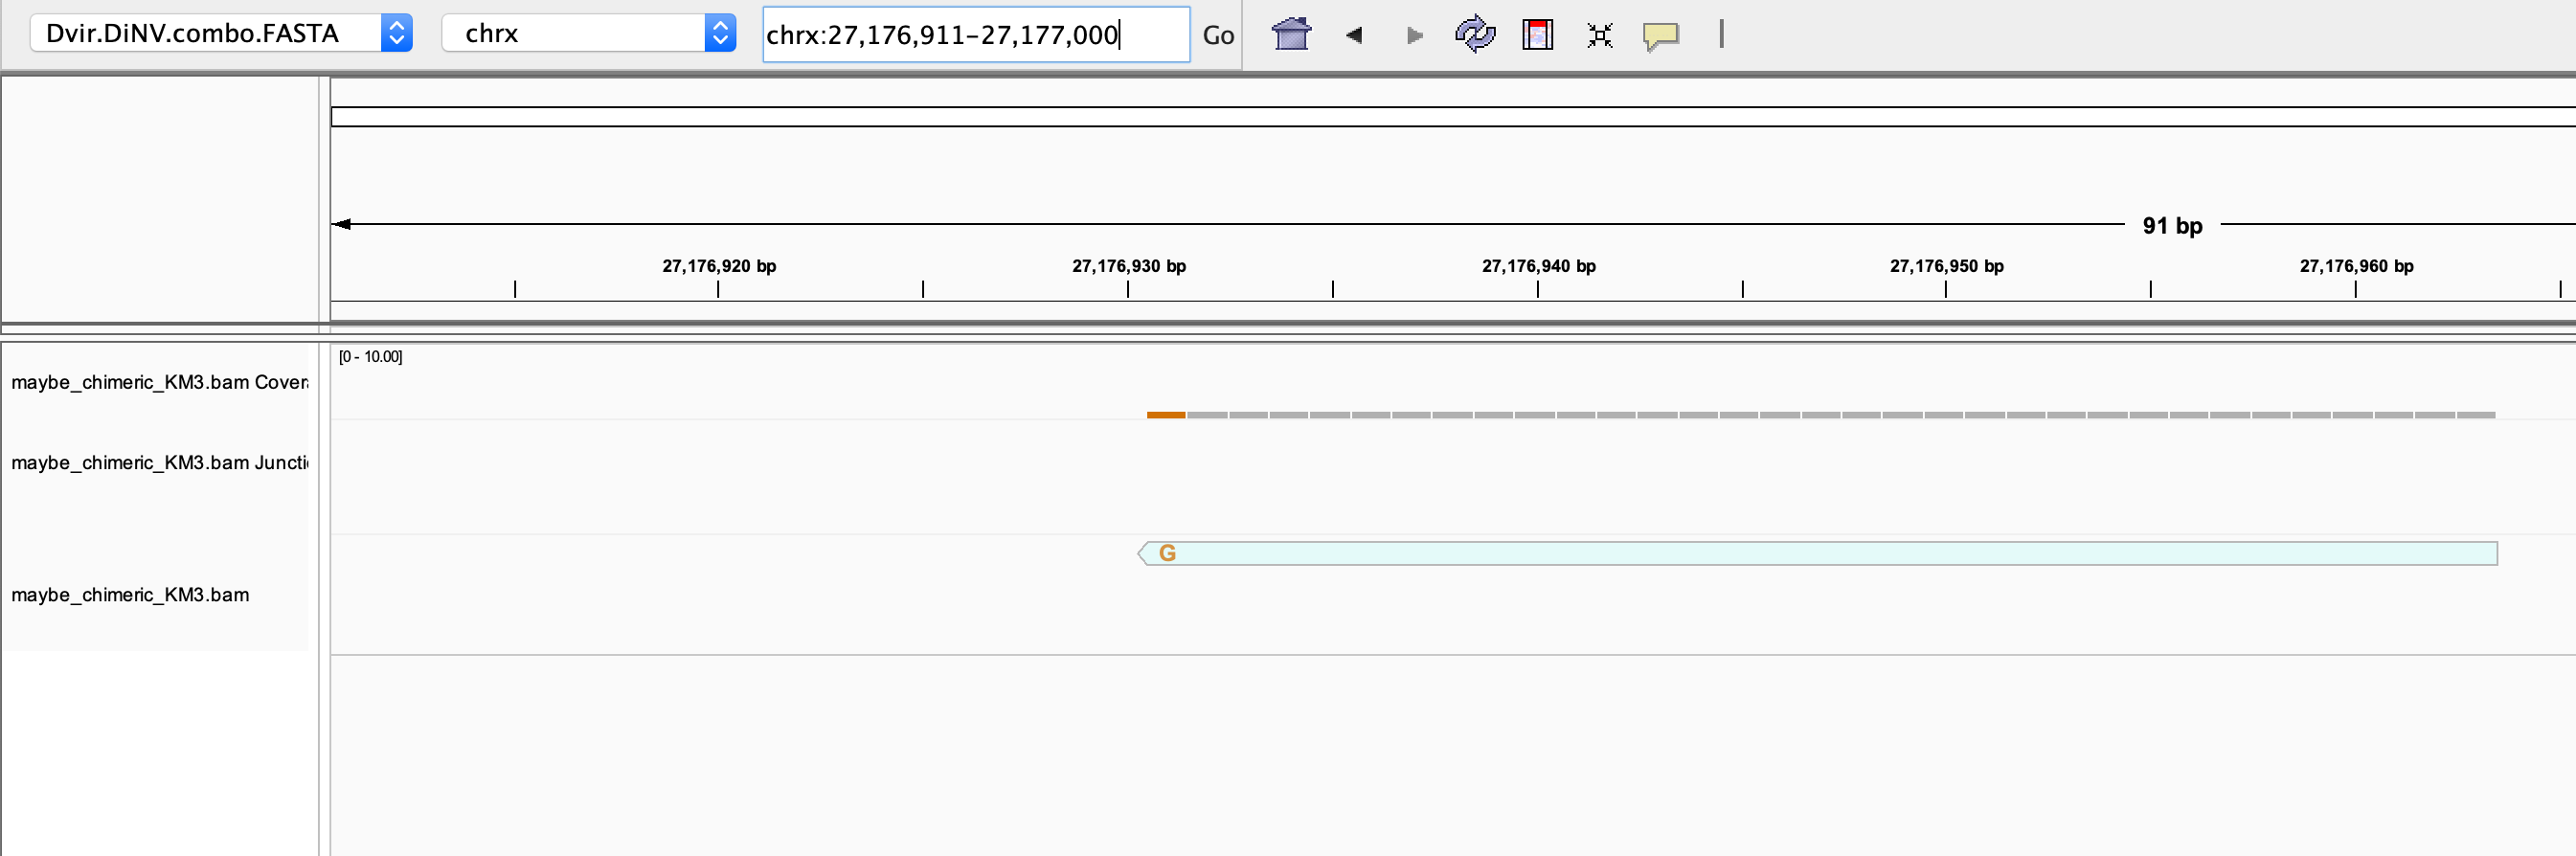 Dvir.DiNV.combo.FASTA chrx chrx:27,176,911-27,177,000 Go
91 bp
27,176,920 bp 27,176,930 bp 27,176,940 bp 27,176,950 bp 27,176,960 bp
[0 - 10.00]
maybe_chimeric_KM3.bam
maybe_chimeric_KM3.bam
G
maybe_chimeric_KM3.bam